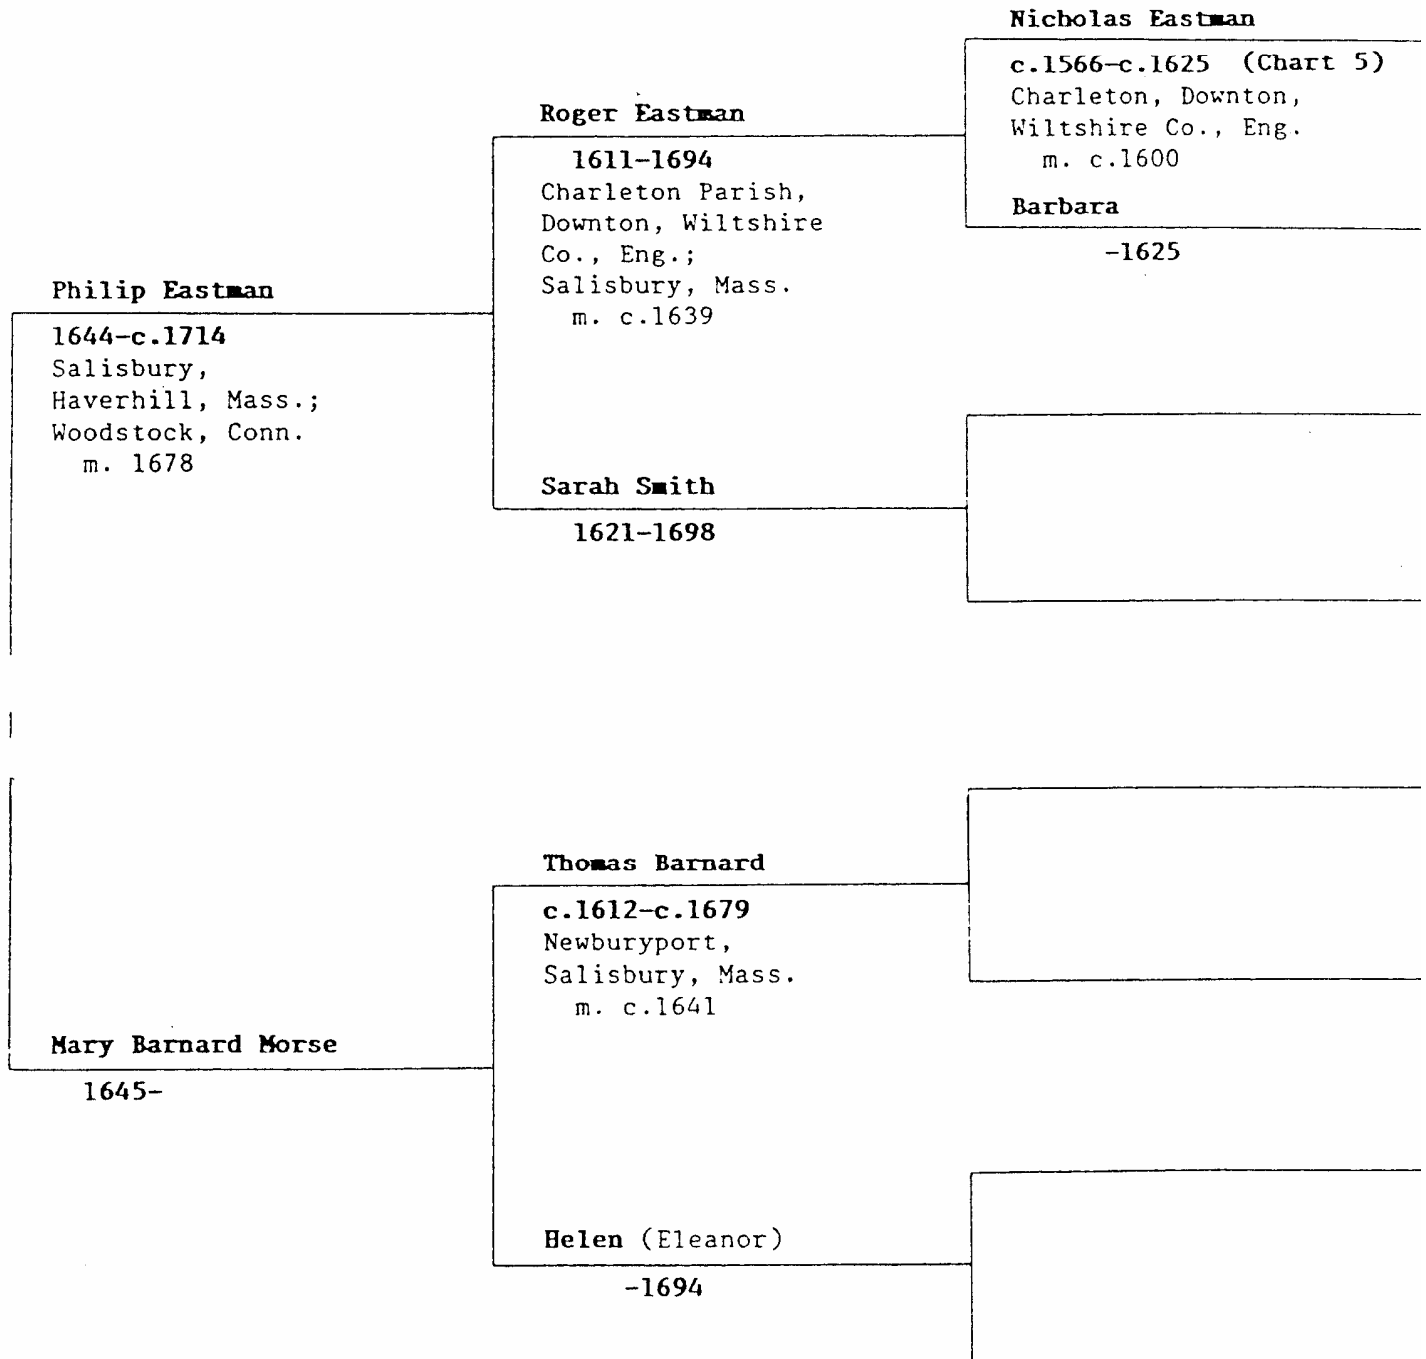 Nicholas Eastman
c.1566-c.1625 (Chart 5)
Charleton, Downton,
Wiltshire Co., Eng.
m. c.1600
Barbara
-1625
Roger Eastman
1611-1694
Charleton Parish,
Downton, Wiltshire
Co., Eng.;
Salisbury, Mass.
m. c.1639
Philip Eastman
1644-c.1714
Salisbury,
Haverhill, Mass.;
Woodstock, Conn.
m. 1678
Sarah Smith
1621-1698
Thomas Barnard
c.1612-c.1679
Newburyport,
Salisbury, Mass.
m. c.1641
Mary Barnard Morse
1645-
Helen (Eleanor)
-1694